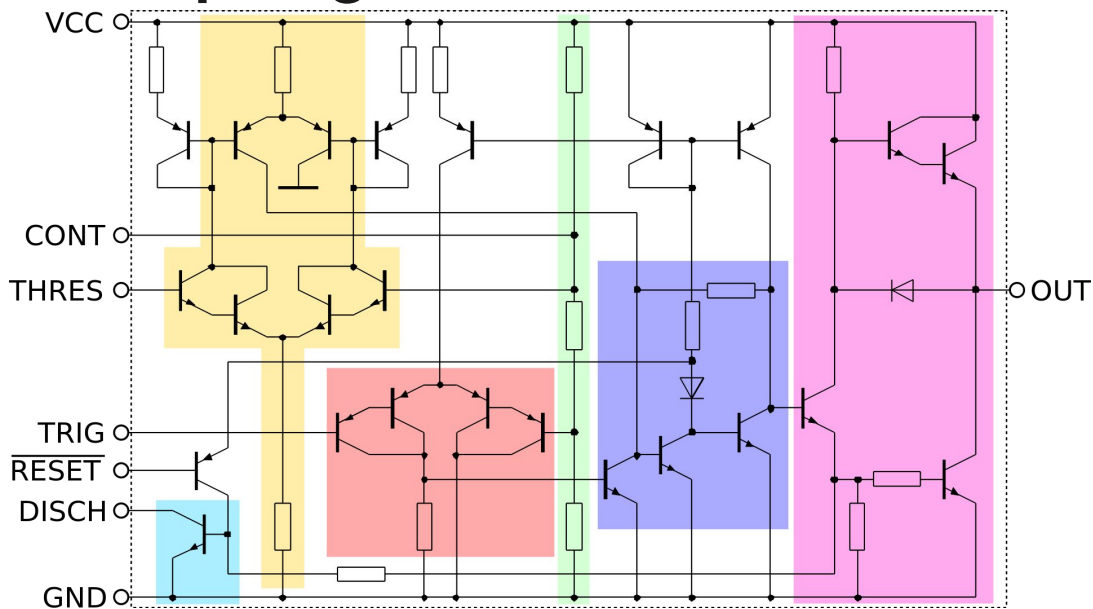 VCC
CONT
THRES
OUT
TRIG
RESET
DISCH
GND